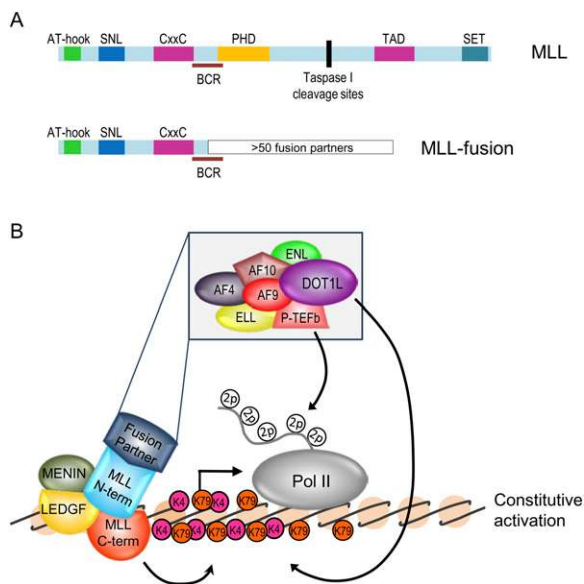 A
AT-hook SNL CxxC PHD TAD SET
MLL
BCR
Taspase I
cleavage sites
AT-hook SNL CxxC
>50 fusion partners
MLL-fusion
BCR
B
ENL
AF10
DOT1L
AF4
AF9
ELL
P-TEFb
2p
2p
2p
2p
2p
Fusion
Partner
MENIN
MLL
N-term
LEDGF
MLL
C-term
Pol II
K4 K79 K4 K79
K4 K79 K4 K79 K4 K79 K4 K79 K79
Constitutive
activation